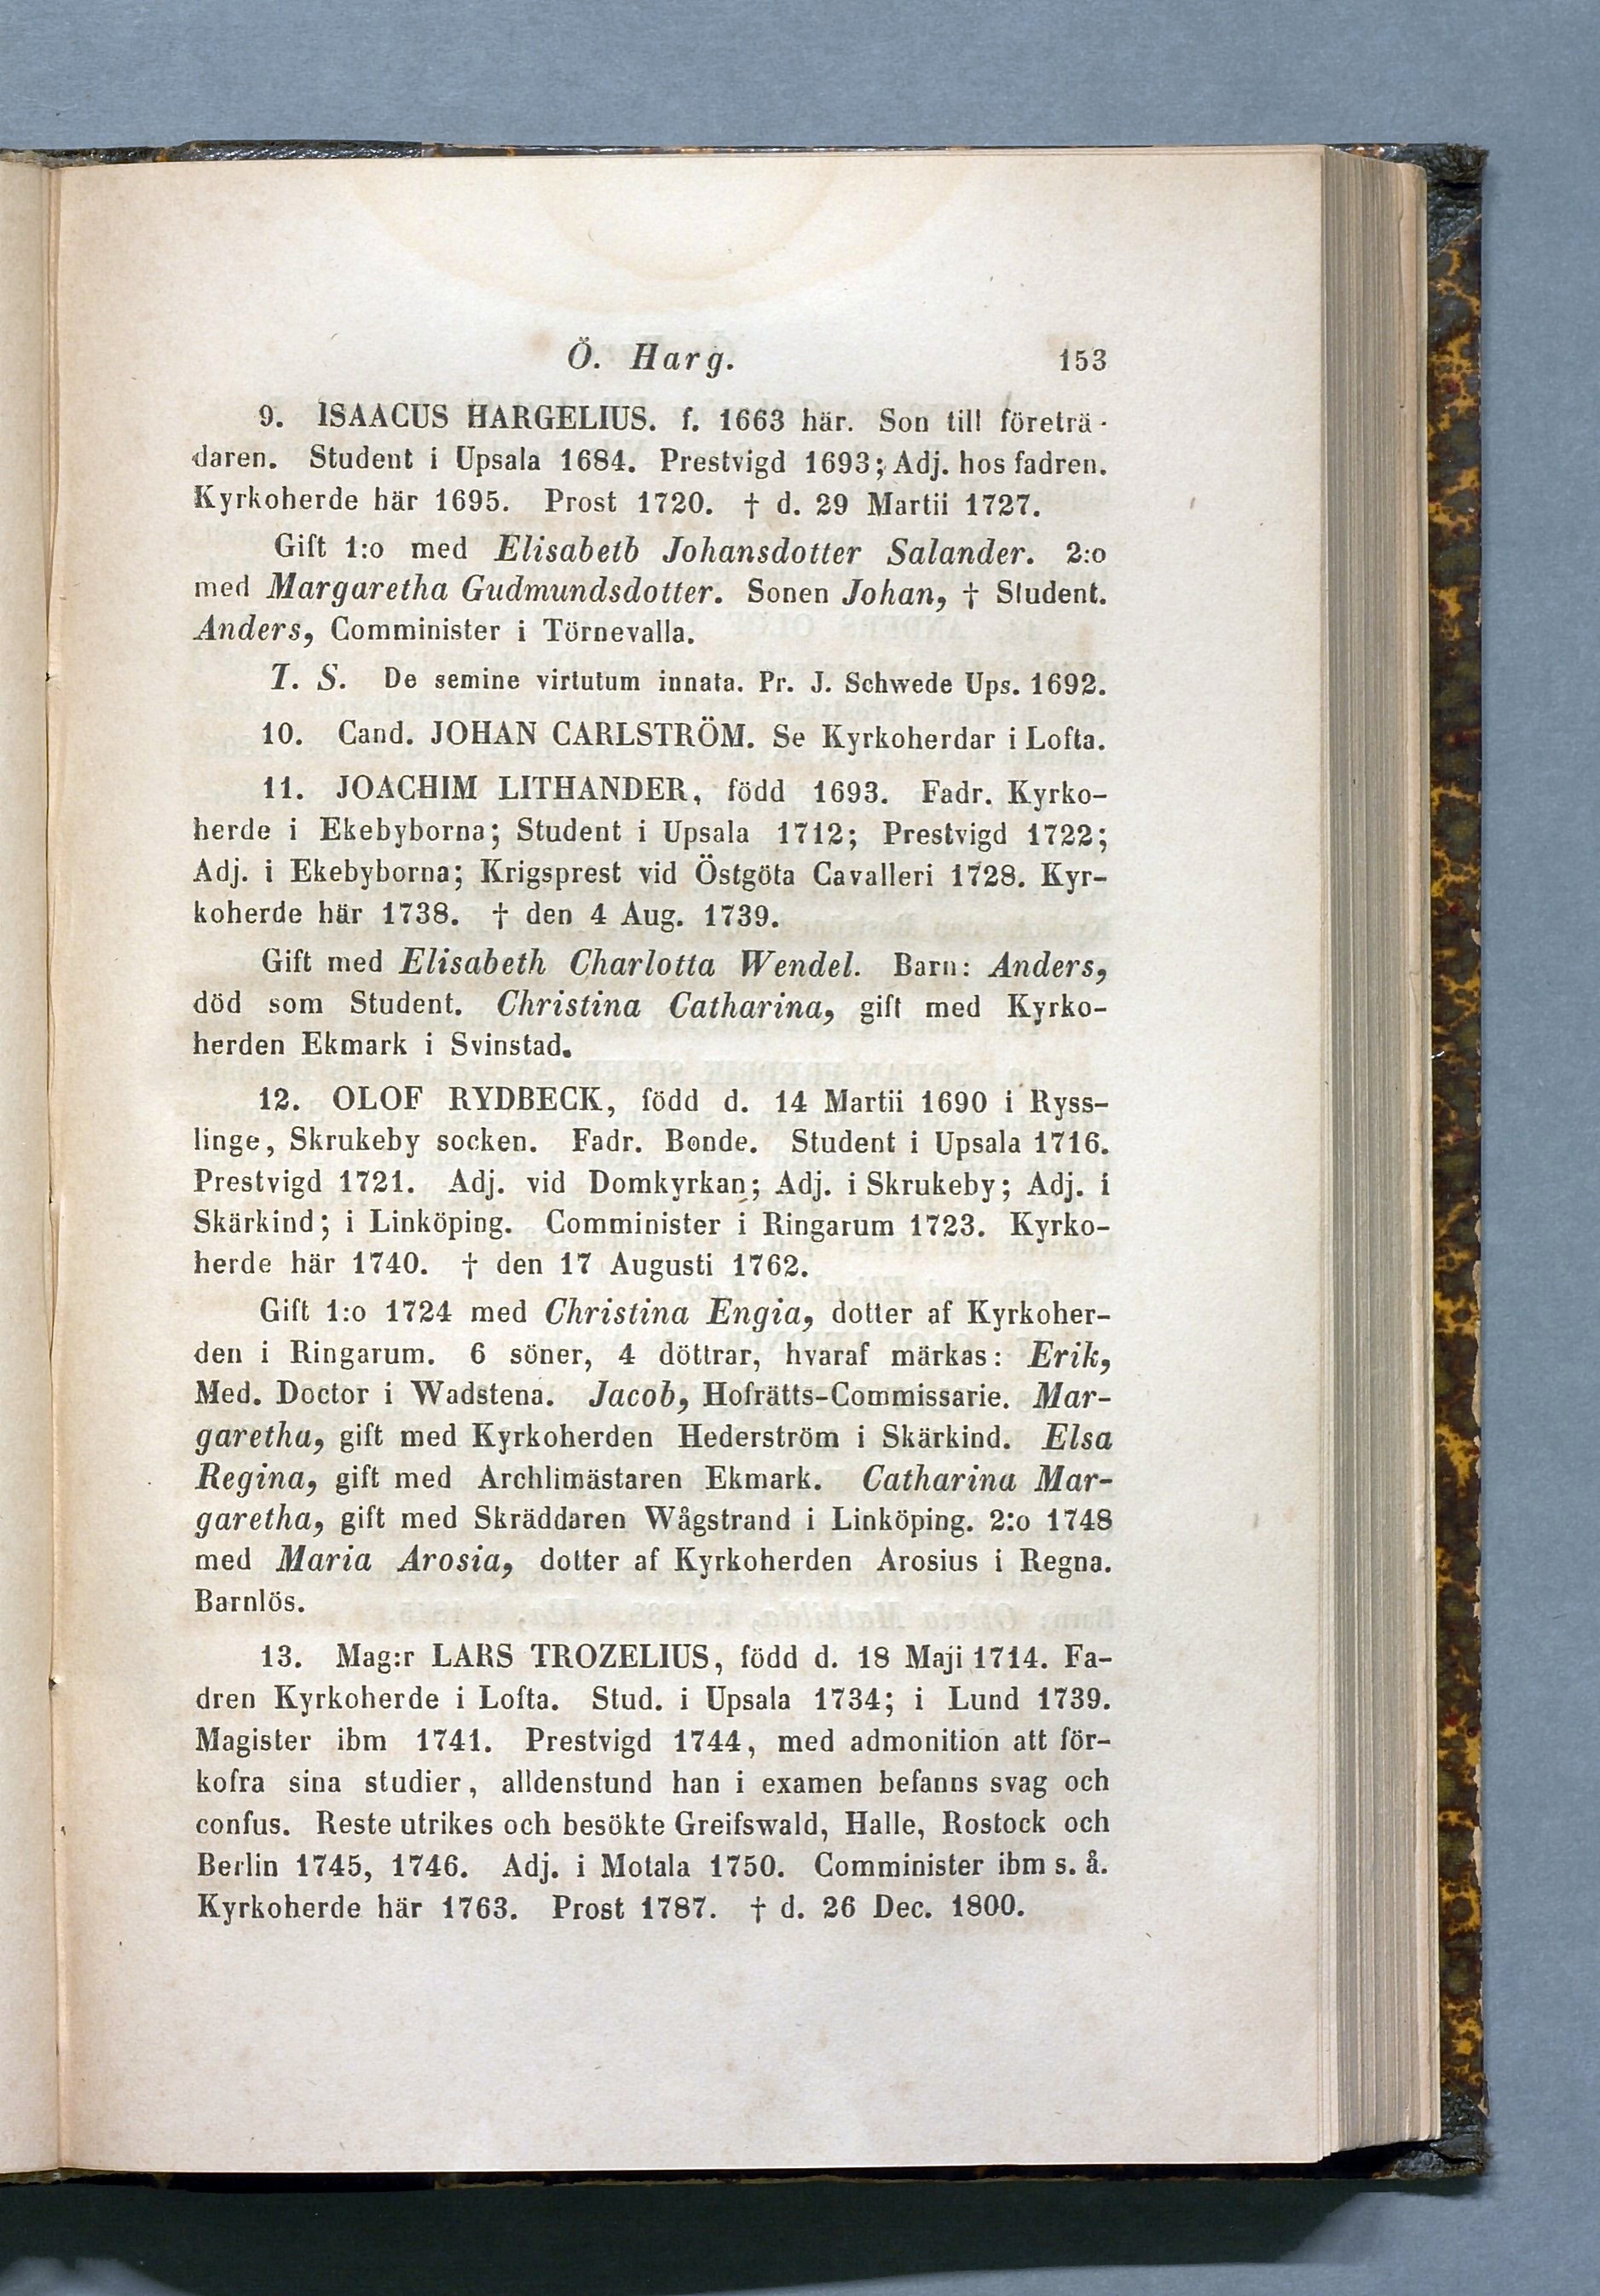 Ö. Harg. 153
9. ISAACUS HARGELIUS. f. 1663 här. Son till företrä-
daren. Student i Upsala 1684. Prestvigd 1693; Adj. hos fadren.
Kyrkoherde här 1695. Prost 1720. † d. 29 Martii 1727.
Gift 1:o med Elisabeth Johansdotter Salander. 2:o
med Margaretha Gudmundsdotter. Sonen Johan, † Student.
Anders, Comminister i Törnevalla.
T. S. De semine virtutum innata. Pr. J. Schwede Ups. 1692.
10. Cand. JOHAN CARLSTRÖM. Se Kyrkoherdar i Lofta.
11. JOACHIM LITHANDER, född 1693. Fadr. Kyrko-
herde i Ekebyborna; Student i Upsala 1712; Prestvigd 1722;
Adj. i Ekebyborna; Krigsprest vid Östgöta Cavalleri 1728. Kyr-
koherde här 1738. † den 4 Aug. 1739.
Gift med Elisabeth Charlotta Wendel. Barn: Anders,
död som Student. Christina Catharina, gift med Kyrko-
herden Ekmark i Svinstad.
12. OLOF RYDBECK, född d. 14 Martii 1690 i Ryss-
linge, Skrukeby socken. Fadr. Bonde. Student i Upsala 1716.
Prestvigd 1721. Adj. vid Domkyrkan; Adj. i Skrukeby; Adj. i
Skärkind; i Linköping. Comminister i Ringarum 1723. Kyrko-
herde här 1740. † den 17 Augusti 1762.
Gift 1:o 1724 med Christina Engia, dotter af Kyrkoher-
den i Ringarum. 6 söner, 4 döttrar, hvaraf märkas: Erik,
Med. Doctor i Wadstena. Jacob, Hofrätts-Commissarie. Mar-
garetha, gift med Kyrkoherden Hederström i Skärkind. Elsa
Regina, gift med Archlimästaren Ekmark. Catharina Mar-
garetha, gift med Skräddaren Wågstrand i Linköping. 2:o 1748
med Maria Arosia, dotter af Kyrkoherden Arosius i Regna.
Barnlös.
13. Mag:r LARS TROZELIUS, född d. 18 Maji 1714. Fa-
dren Kyrkoherde i Lofta. Stud. i Upsala 1734; i Lund 1739.
Magister ibm 1741. Prestvigd 1744, med admonition att för-
kofra sina studier, alldenstund han i examen befanns svag och
confus. Reste utrikes och besökte Greifswald, Halle, Rostock och
Berlin 1745, 1746. Adj. i Motala 1750. Comminister ibm s. å.
Kyrkoherde här 1763. Prost 1787. † d. 26 Dec. 1800.